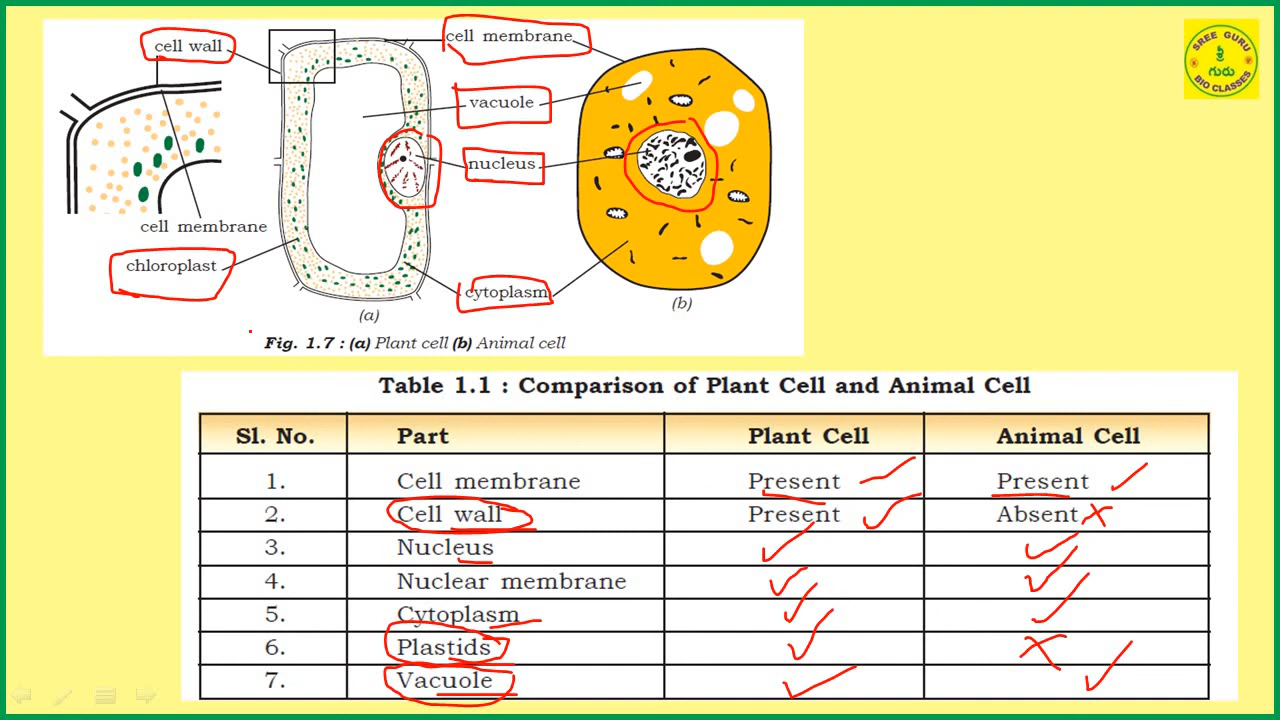 cell wall
cell membrane
vacuole
nucleus
cell membrane
chloroplast
cytoplasm
(a)
(b)
Fig. 1.7 : (a) Plant cell (b) Animal cell
SREE GURU
శ్రీ
గురు
BIO CLASSES
Table 1.1 : Comparison of Plant Cell and Animal Cell
Sl. No. Part Plant Cell Animal Cell
1. Cell membrane Present Present
2. Cell wall Present Absent
3. Nucleus
4. Nuclear membrane
5. Cytoplasm
6. Plastids
7. Vacuole